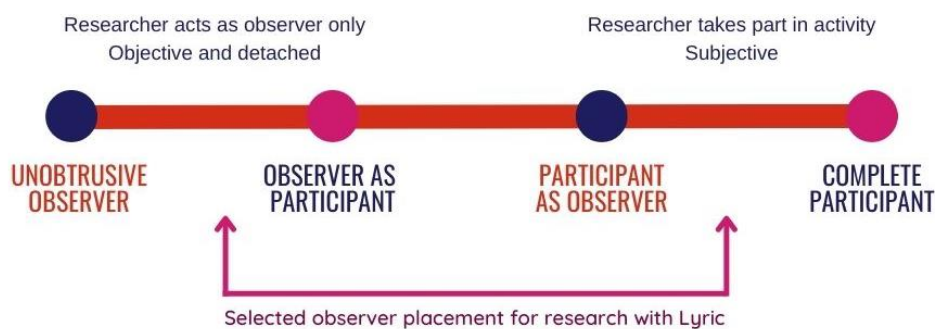 Researcher acts as observer only
Objective and detached
Researcher takes part in activity
Subjective
UNOBTRUSIVE
OBSERVER
OBSERVER AS
PARTICIPANT
PARTICIPANT
AS OBSERVER
COMPLETE
PARTICIPANT
Selected observer placement for research with Lyric